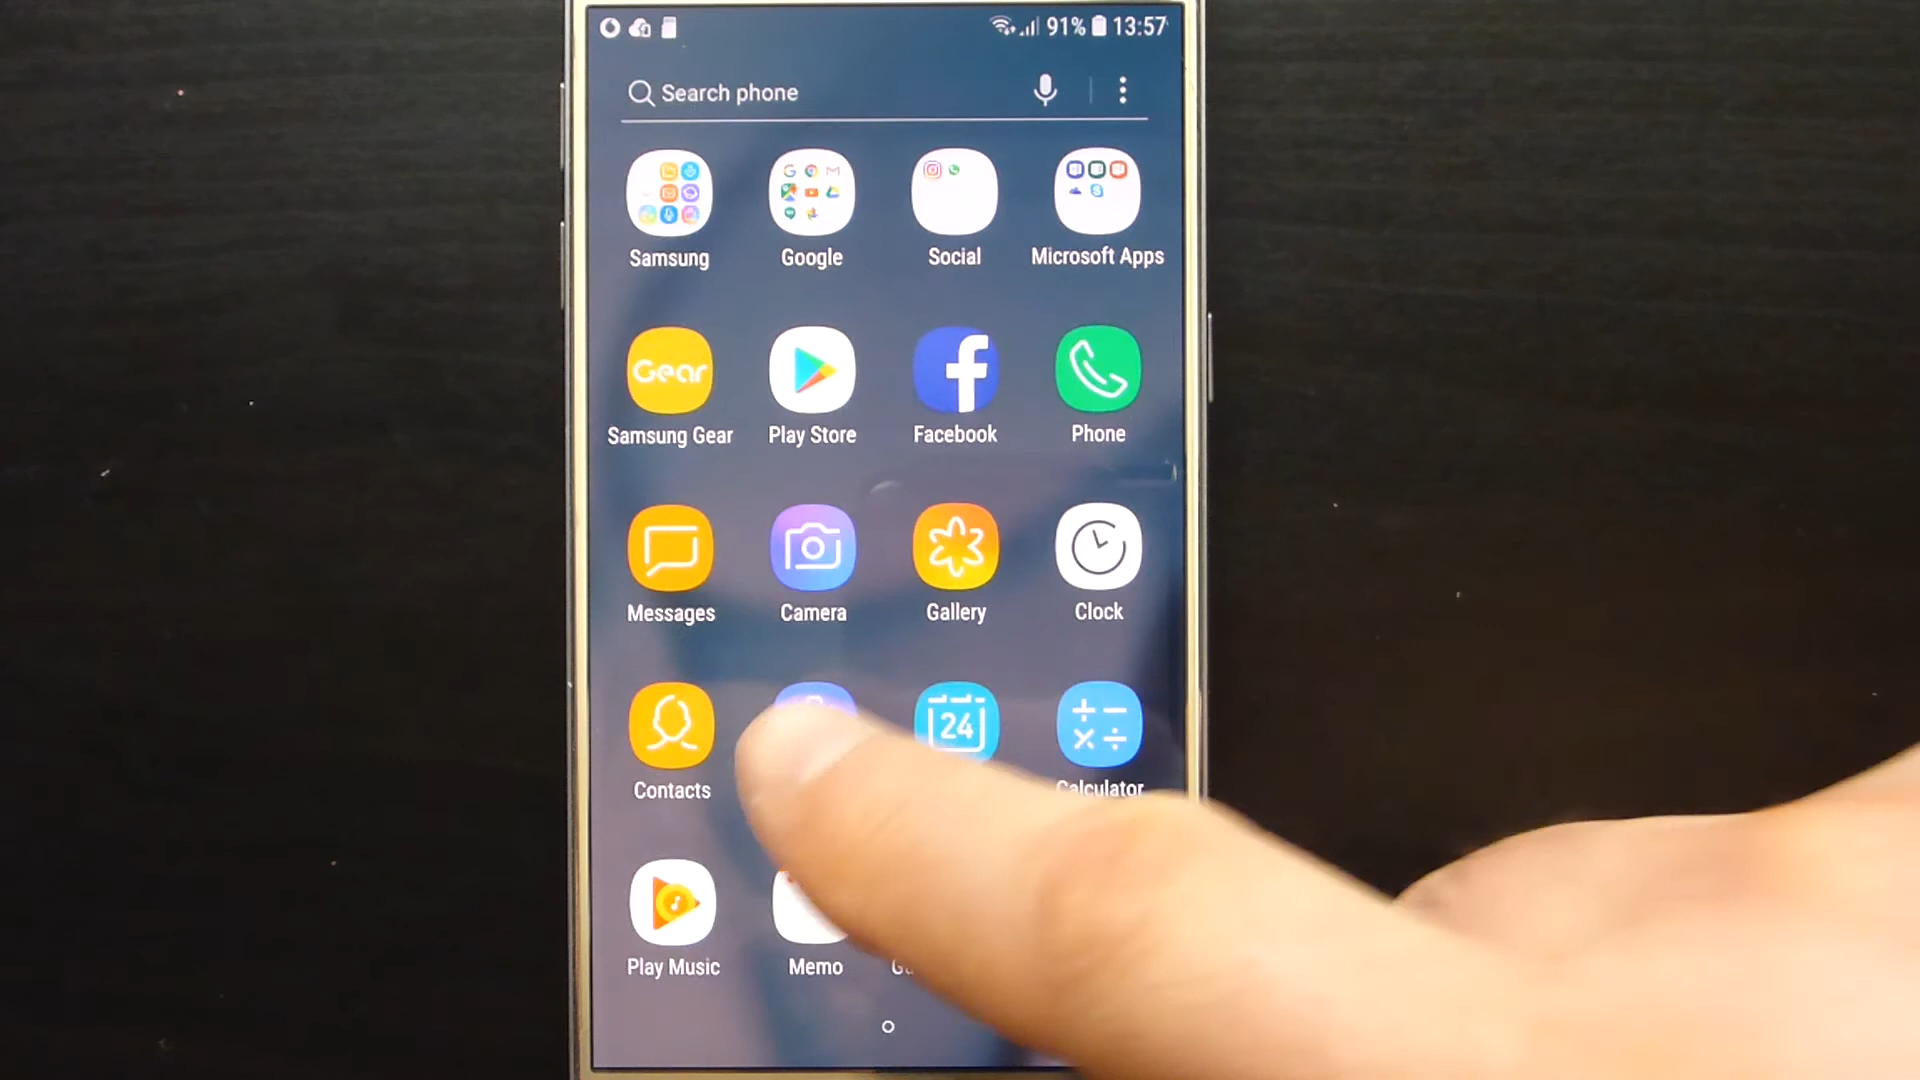 91% 13:57
Search phone
Samsung Google Social Microsoft Apps
Gear
Samsung Gear Play Store Facebook Phone
Messages Camera Gallery Clock
24
Contacts Calculator
Play Music Memo